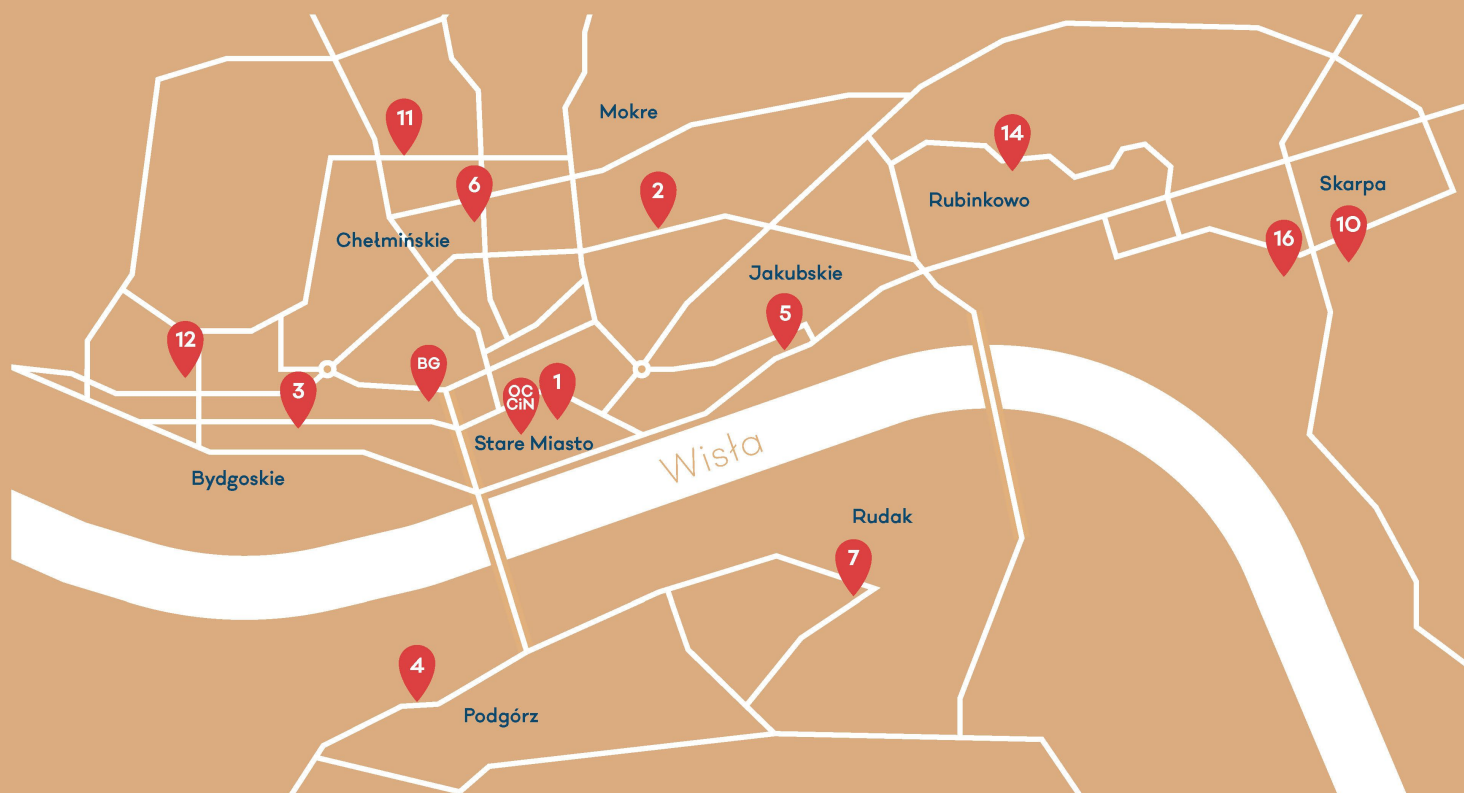 Mokre
11
14
6
2
Skarpa
Rubinkowo
10
16
Chełmińskie
Jakubskie
5
12
BG
3
OC
CiN
1
Stare Miasto
Wisła
Bydgoskie
Rudak
7
4
Podgórz